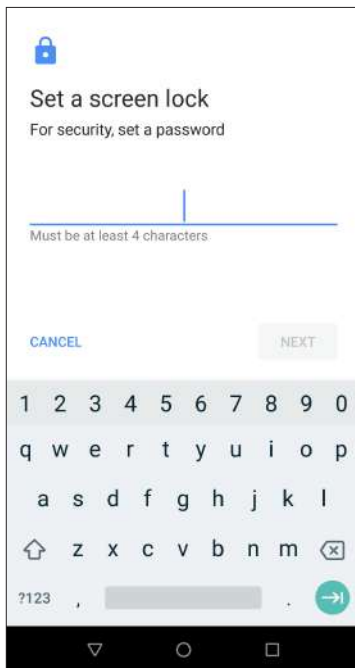 Set a screen lock
For security, set a password
Must be at least 4 characters
CANCEL NEXT
1 2 3 4 5 6 7 8 9 0
q w e r t y u i o p
a s d f g h j k l
z x c v b n m
?123 , .